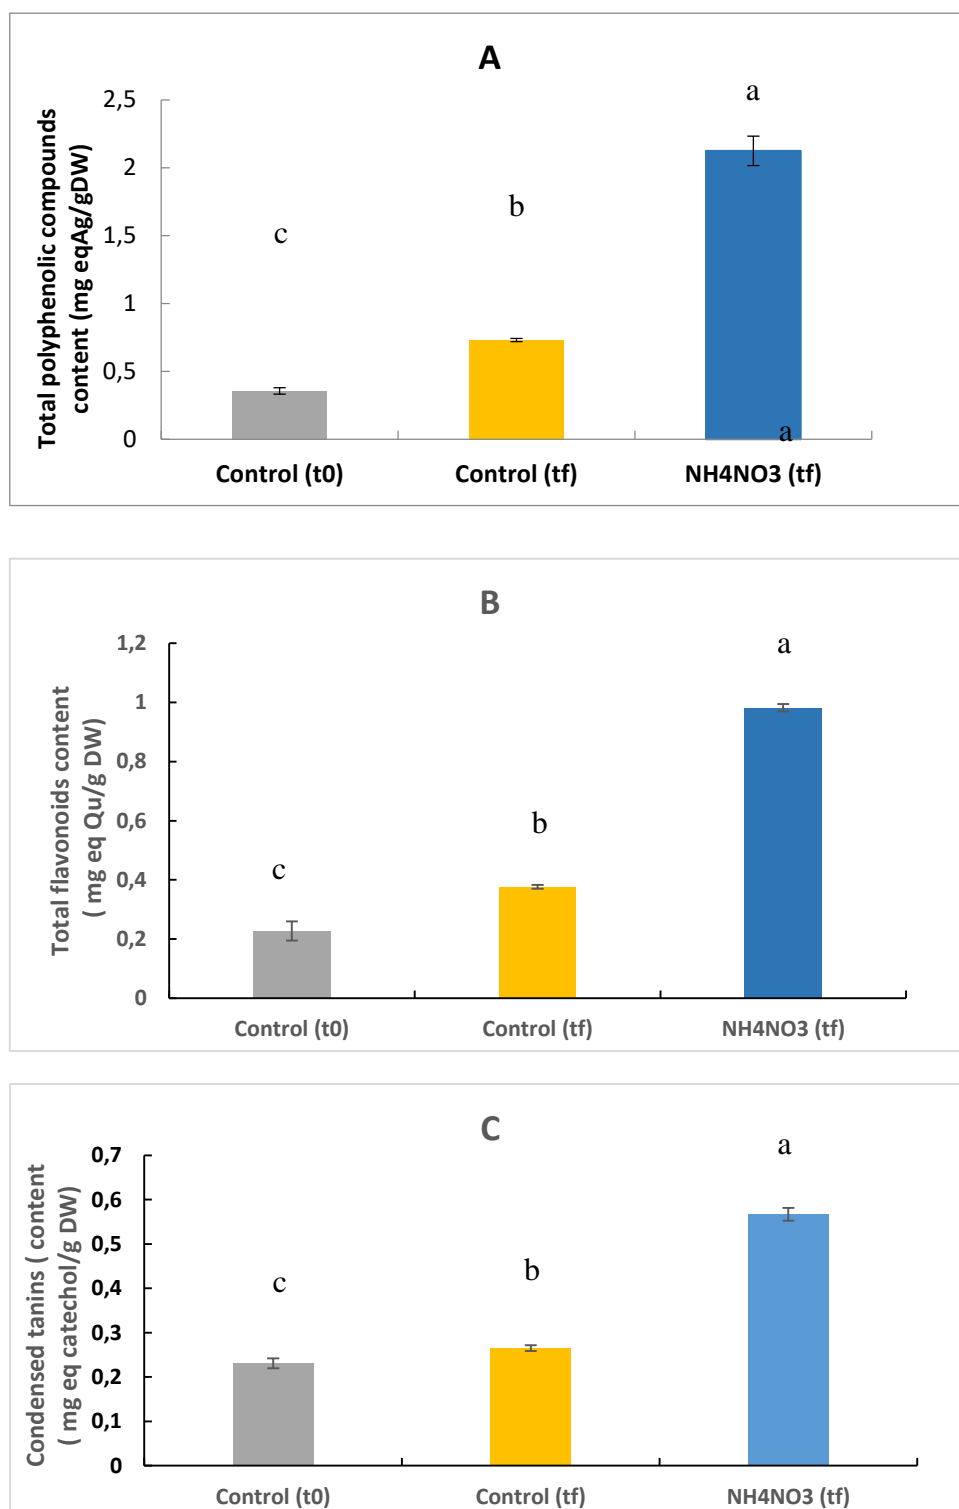 A
Total polyphenolic compounds
content (mg eqAg/gDW)
2,5
2
1,5
1
0,5
0
c
b
a
a
Control (t0)
Control (tf)
NH4NO3 (tf)
B
Total flavonoids content
( mg eq Qu/g DW)
1,2
1
0,8
0,6
0,4
0,2
0
c
b
a
Control (t0)
Control (tf)
NH4NO3 (tf)
C
Condensed tanins ( content
( mg eq catechol/g DW)
0,7
0,6
0,5
0,4
0,3
0,2
0,1
0
c
b
a
Control (t0)
Control (tf)
NH4NO3 (tf)